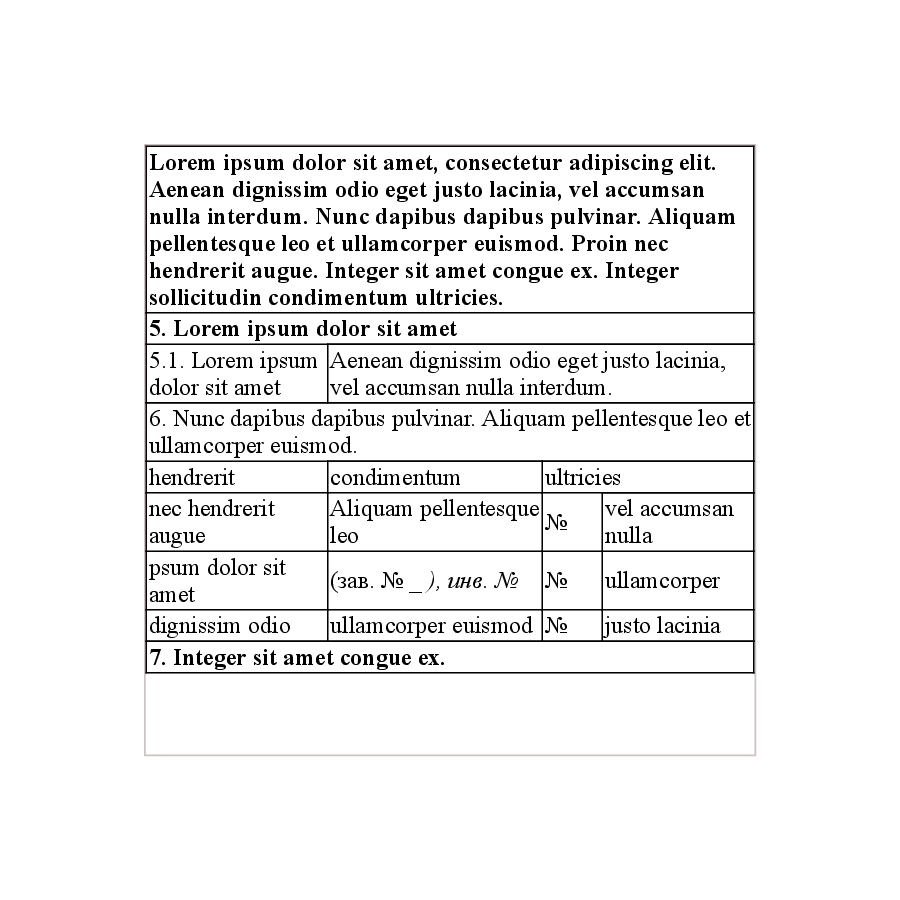 Lorem ipsum dolor sit amet, consectetur adipiscing elit.
Aenean dignissim odio eget justo lacinia, vel accumsan
nulla interdum. Nunc dapibus dapibus pulvinar. Aliquam
pellentesque leo et ullamcorper euismod. Proin nec
hendrerit augue. Integer sit amet congue ex. Integer
sollicitudin condimentum ultricies.
5. Lorem ipsum dolor sit amet
5.1. Lorem ipsum
dolor sit amet
Aenean dignissim odio eget justo lacinia,
vel accumsan nulla interdum.
6. Nunc dapibus dapibus pulvinar. Aliquam pellentesque leo et
ullamcorper euismod.
hendrerit
condimentum
ultricies
nec hendrerit
augue
Aliquam pellentesque
leo
№
vel accumsan
nulla
psum dolor sit
amet
(зав. № _ ), инв. №
№
ullamcorper
dignissim odio
ullamcorper euismod
№
justo lacinia
7. Integer sit amet congue ex.